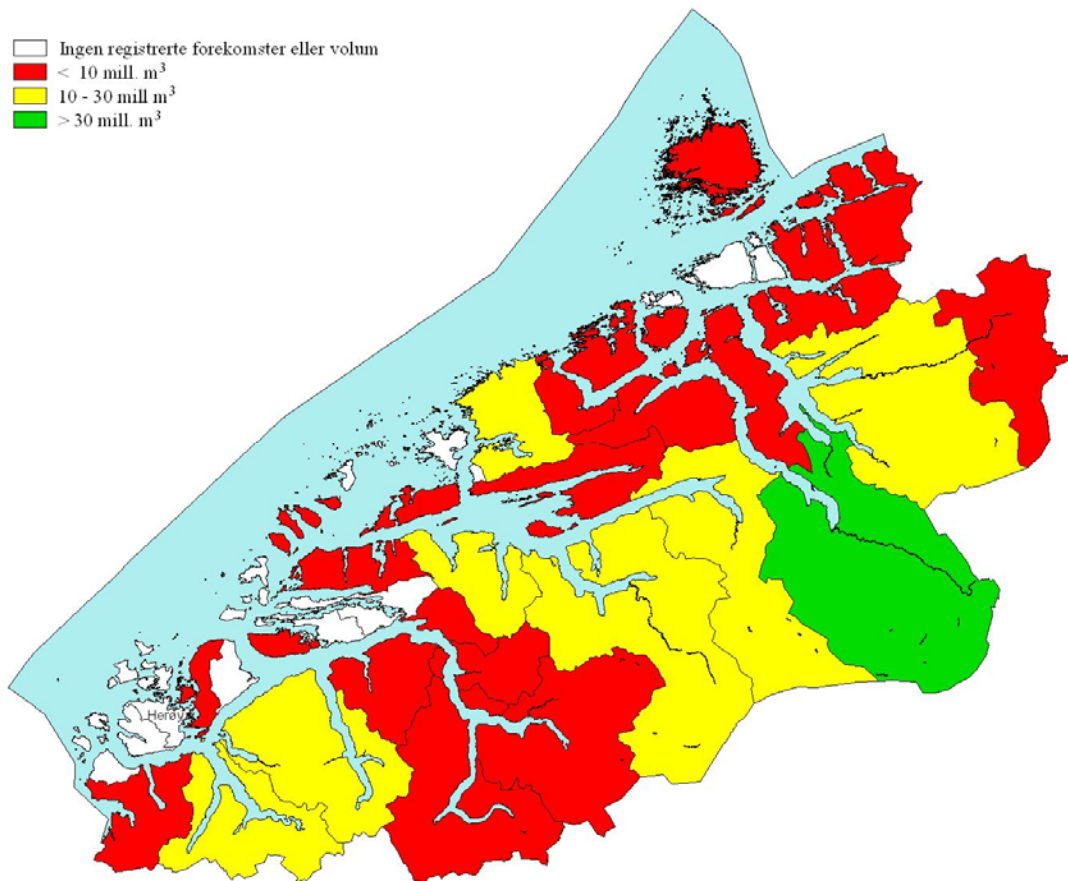 Ingen registrerte forekomster eller volum
< 10 mill. m³
10 - 30 mill m³
> 30 mill. m³
Herøy